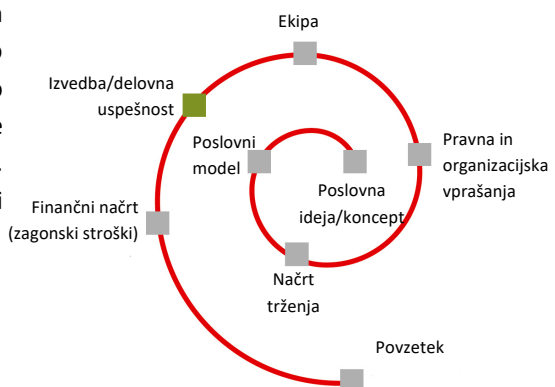 Ekipa
Izvedba/delovna
uspešnost
Poslovni
model
Pravna in
organizacijska
vprašanja
Poslovna
ideja/koncept
Finančni načrt
(zagonski stroški)
Načrt
trženja
Povzetek